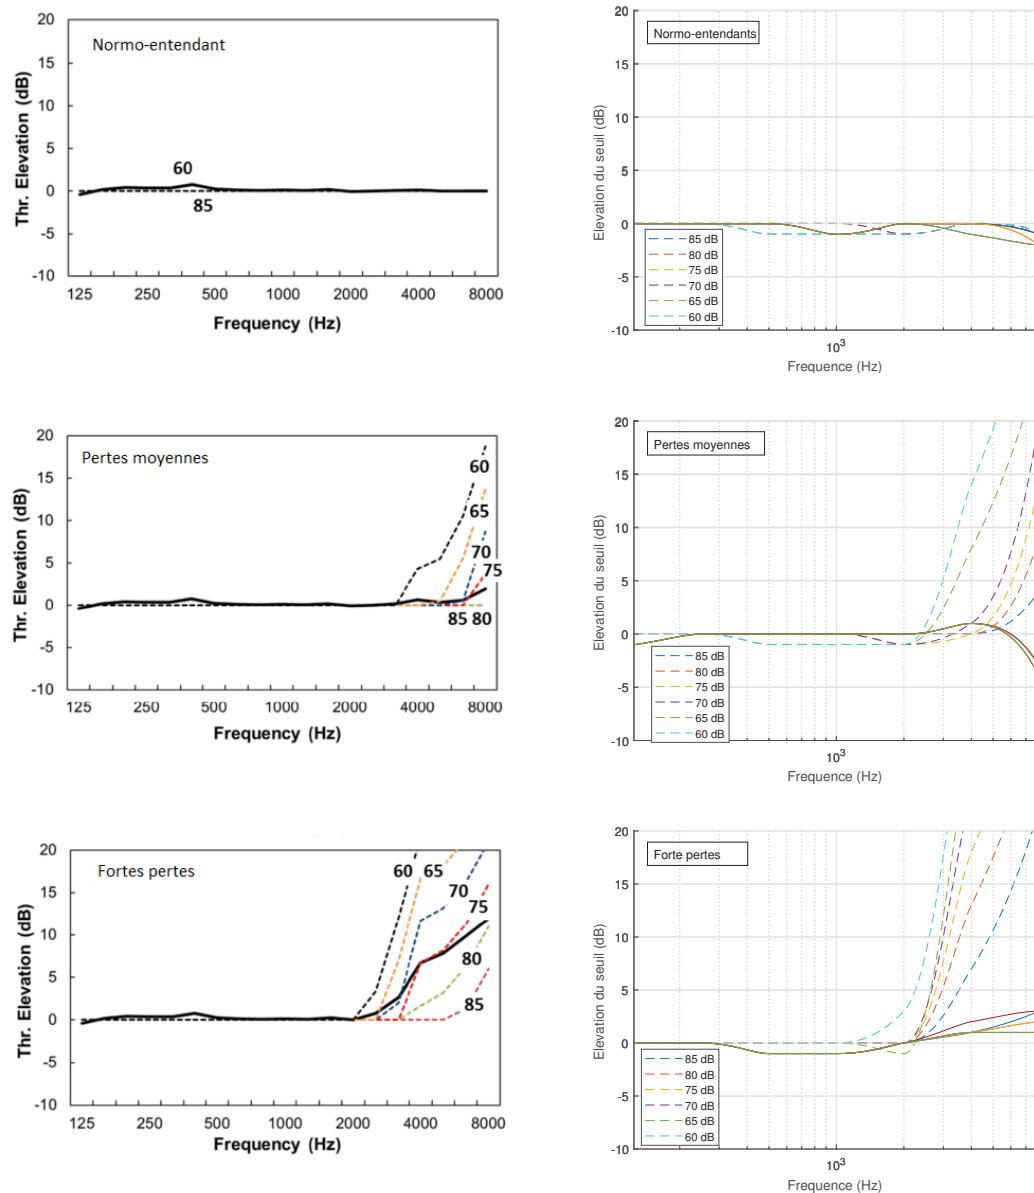 Normo-entendant
Thr. Elevation (dB)
20
15
10
5
0
-5
-10
60
85
125 250 500 1000 2000 4000 8000
Frequency (Hz)
Normo-entendants
Elevation du seuil (dB)
20
15
10
5
0
-5
-10
85 dB
80 dB
75 dB
70 dB
65 dB
60 dB
10³
Frequence (Hz)
Pertes moyennes
Thr. Elevation (dB)
20
15
10
5
0
-5
-10
60
65
70
75
85 80
125 250 500 1000 2000 4000 8000
Frequency (Hz)
Pertes moyennes
Elevation du seuil (dB)
20
15
10
5
0
-5
-10
85 dB
80 dB
75 dB
70 dB
65 dB
60 dB
10³
Frequence (Hz)
Fortes pertes
Thr. Elevation (dB)
20
15
10
5
0
-5
-10
60 65
70
75
80
85
125 250 500 1000 2000 4000 8000
Frequency (Hz)
Forte pertes
Elevation du seuil (dB)
20
15
10
5
0
-5
-10
85 dB
80 dB
75 dB
70 dB
65 dB
60 dB
10³
Frequence (Hz)